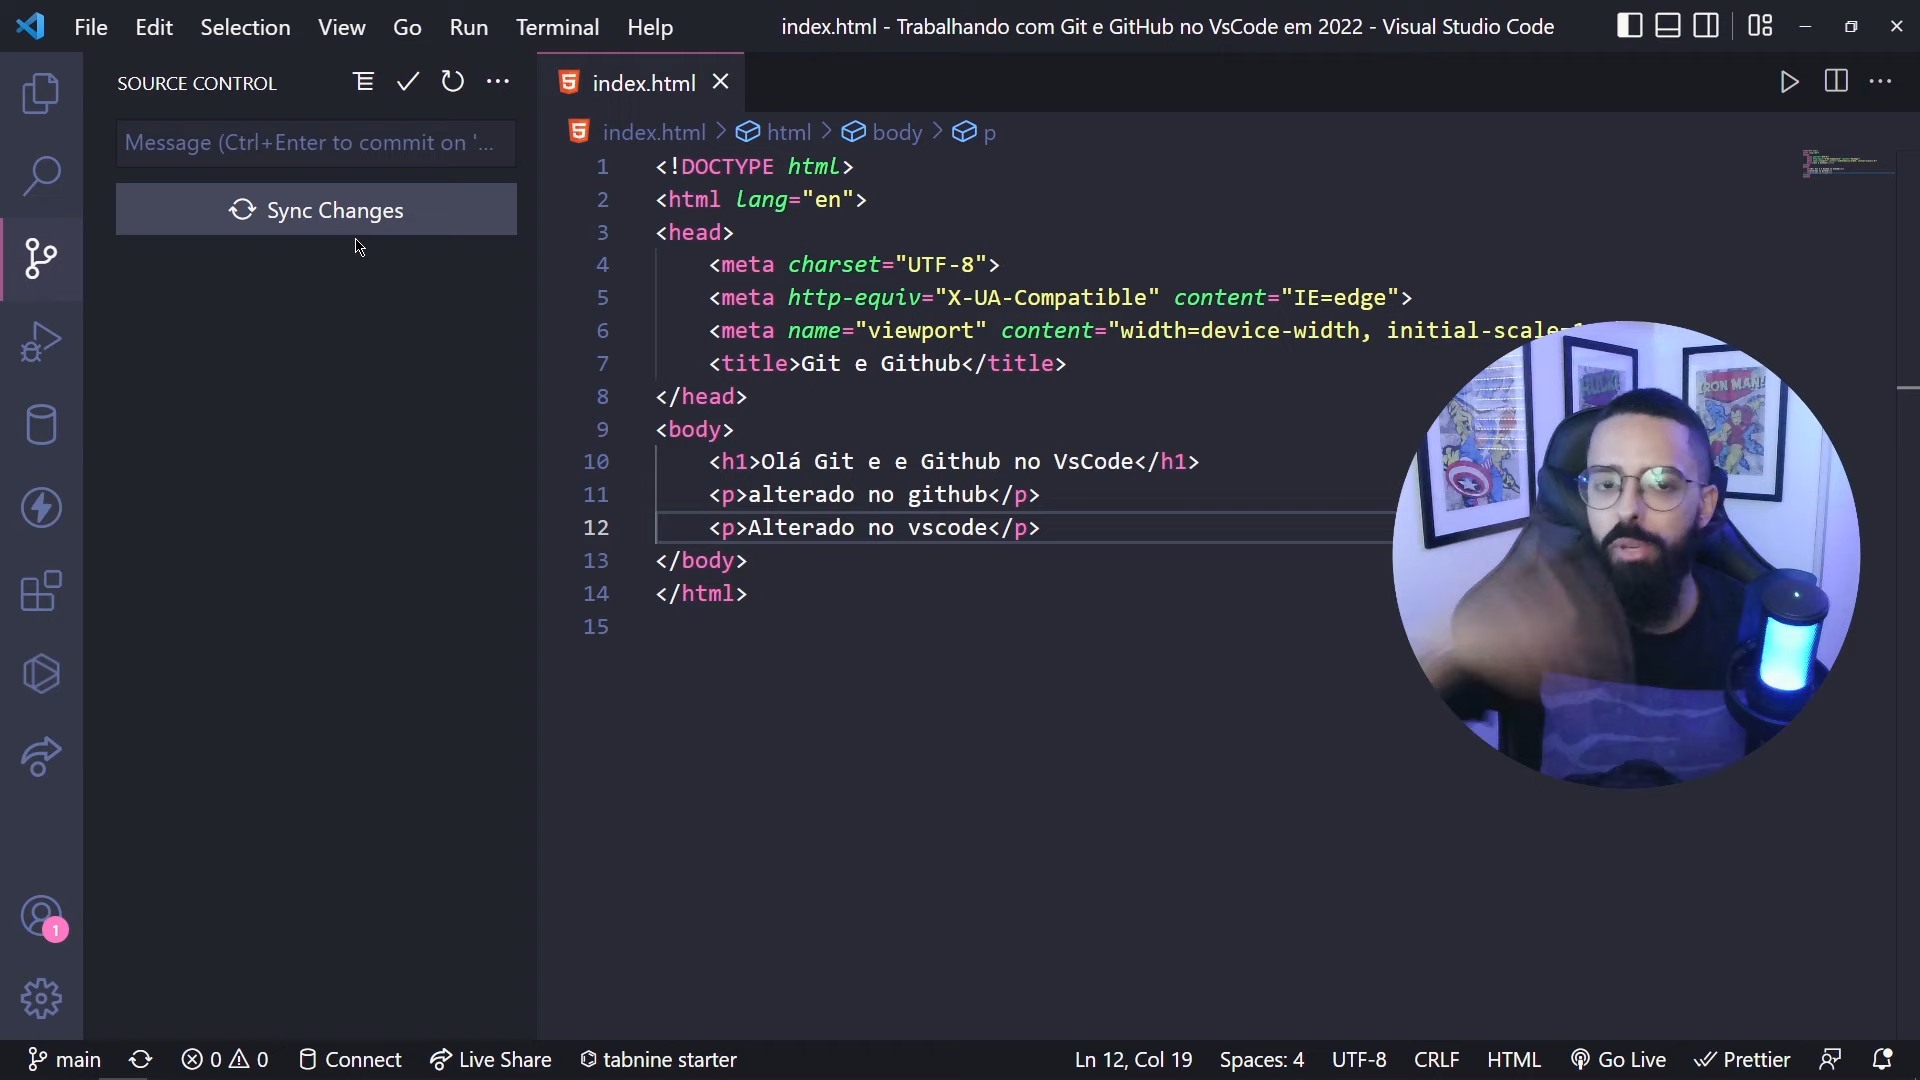 File Edit Selection View Go Run Terminal Help
index.html - Trabalhando com Git e GitHub no VsCode em 2022 - Visual Studio Code
SOURCE CONTROL
Message (Ctrl+Enter to commit on '...
Sync Changes
index.html
index.html > html > body > p
1 <!DOCTYPE html>
2 <html lang="en">
3 <head>
4 <meta charset="UTF-8">
5 <meta http-equiv="X-UA-Compatible" content="IE=edge">
6 <meta name="viewport" content="width=device-width, initial-scale=1
7 <title>Git e Github</title>
8 </head>
9 <body>
10 <h1>Olá Git e e Github no VsCode</h1>
11 <p>alterado no github</p>
12 <p>Alterado no vscode</p>
13 </body>
14 </html>
15
HULK
IRON MAN!
1
main 0 0 Connect Live Share tabnine starter
Ln 12, Col 19 Spaces: 4 UTF-8 CRLF HTML Go Live Prettier